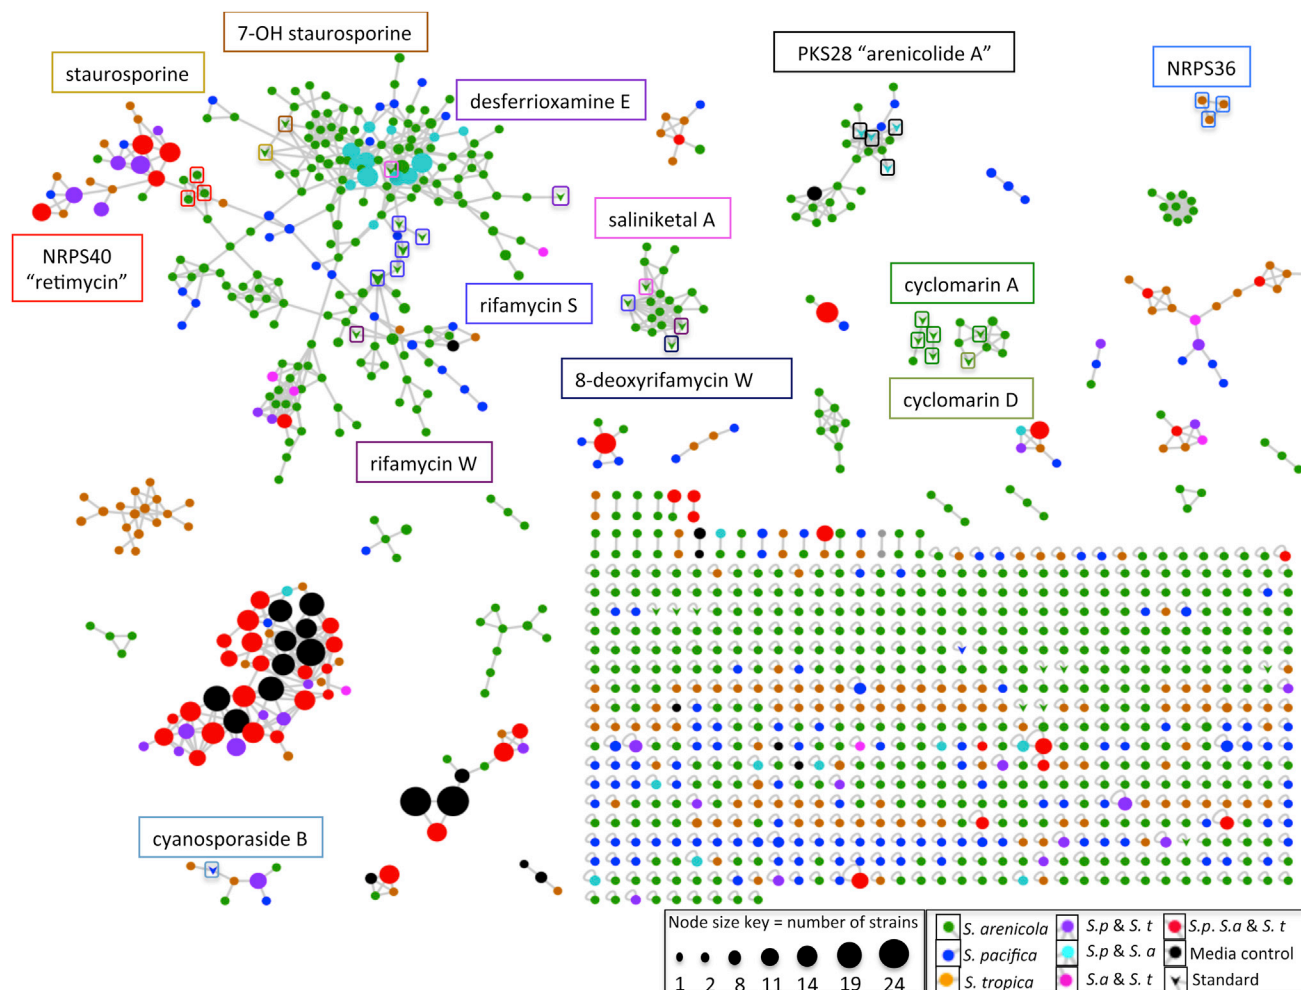 7-OH staurosporine
staurosporine
desferrioxamine E
PKS28 “arenicolide A”
NRPS36
NRPS40
“retimycin”
saliniketal A
rifamycin S
cyclomarin A
8-deoxyrifamycin W
cyclomarin D
rifamycin W
cyanosporaside B
Node size key = number of strains
1 2 8 11 14 19 24
S. arenicola
S. pacifica
S. tropica
S.p & S. t
S.p & S. a
S.a & S. t
S.p. S.a & S. t
Media control
Standard